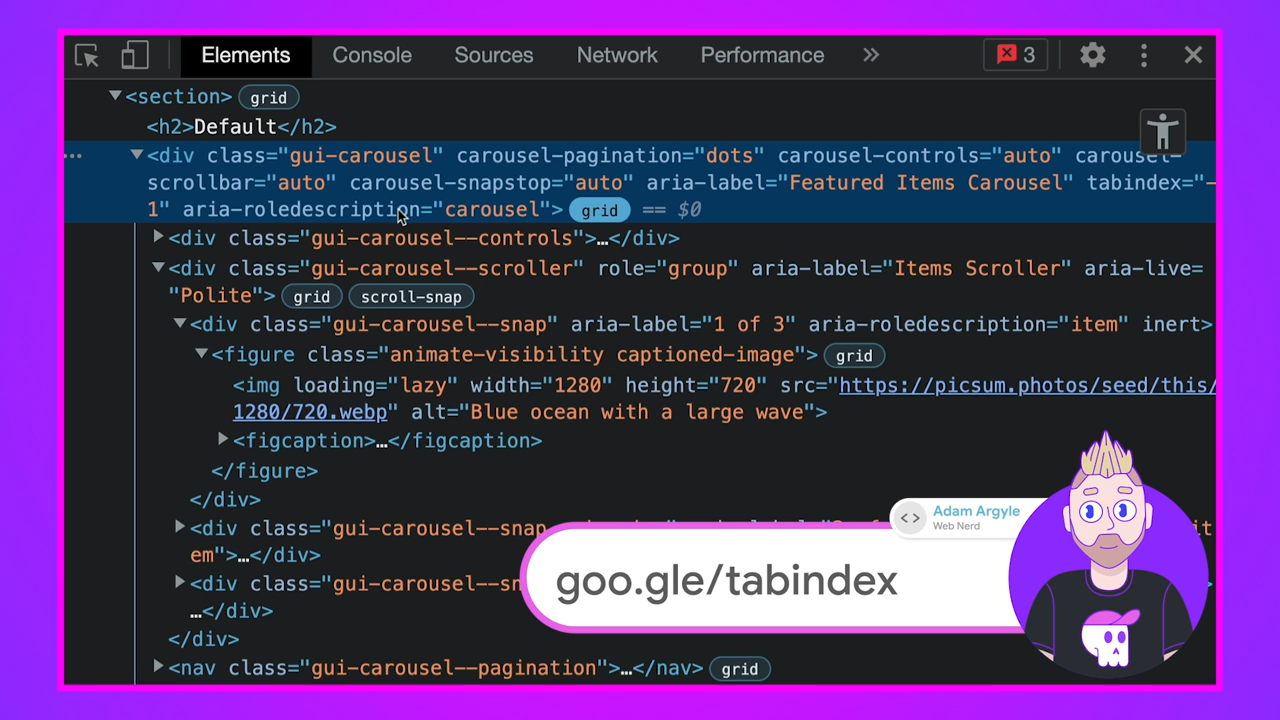 Elements Console Sources Network Performance » 3
▼<section> grid
<h2>Default</h2>
… ▼<div class="gui-carousel" carousel-pagination="dots" carousel-controls="auto" carousel-
scrollbar="auto" carousel-snapstop="auto" aria-label="Featured Items Carousel" tabindex="-
1" aria-roledescription="carousel"> grid == $0
▶<div class="gui-carousel--controls">…</div>
▼<div class="gui-carousel--scroller" role="group" aria-label="Items Scroller" aria-live=
"Polite"> grid scroll-snap
▼<div class="gui-carousel--snap" aria-label="1 of 3" aria-roledescription="item" inert>
▼<figure class="animate-visibility captioned-image"> grid
<img loading="lazy" width="1280" height="720" src="https://picsum.photos/seed/this/
1280/720.webp" alt="Blue ocean with a large wave">
▶<figcaption>…</figcaption>
</figure>
</div>
▶<div class="gui-carousel--snap
em">…</div>
▶<div class="gui-carousel--sn
…</div>
</div>
▶<nav class="gui-carousel--pagination">…</nav> grid
<> Adam Argyle
Web Nerd
goo.gle/tabindex